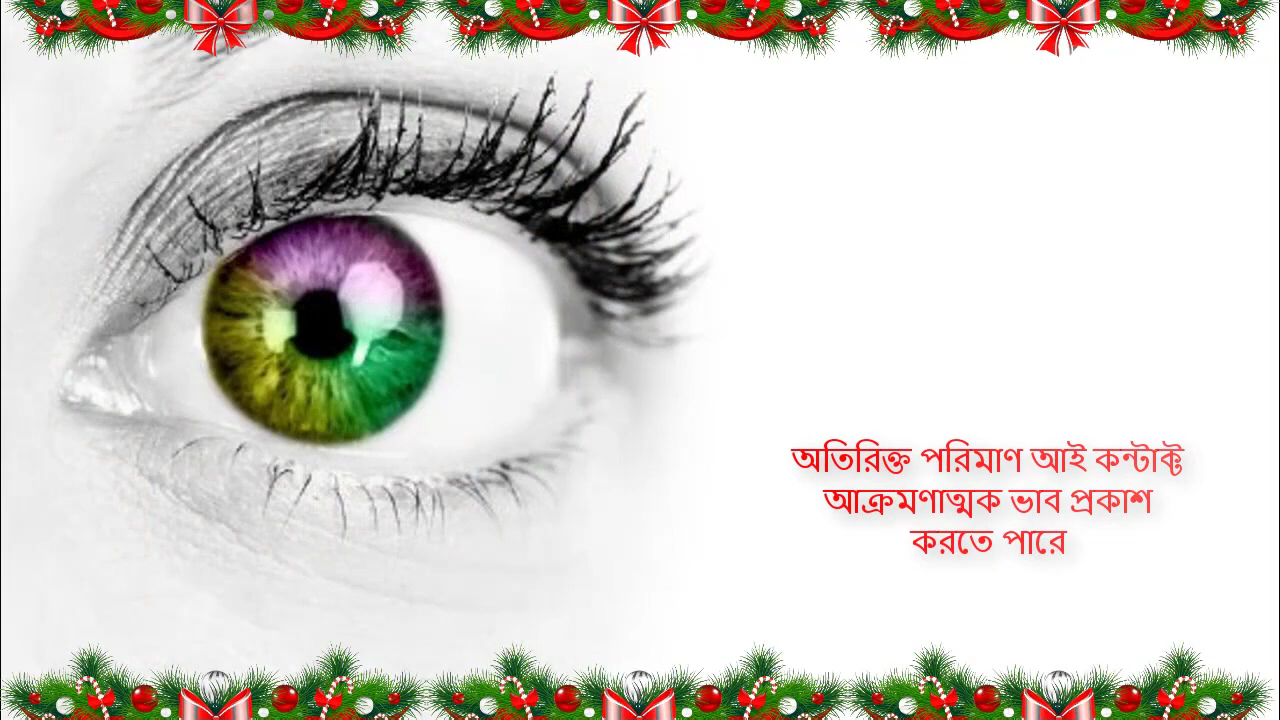 অতিরিক্ত পরিমাণ আই কন্টাক্ট
আক্রমণাত্মক ভাব প্রকাশ
করতে পারে